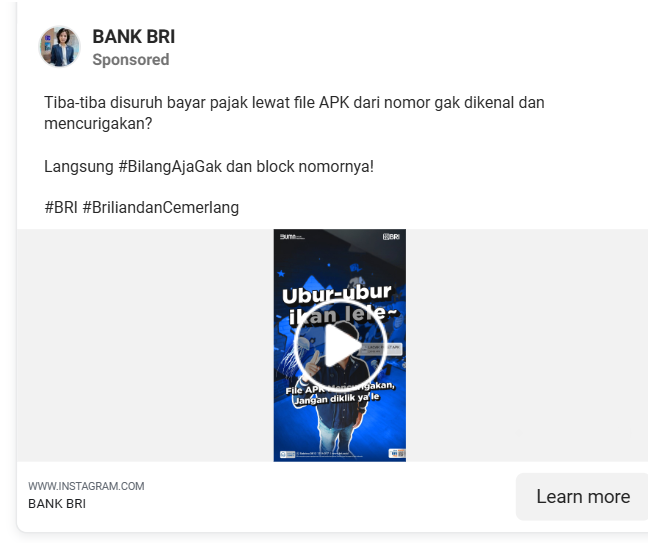 BANK BRI
Sponsored
Tiba-tiba disuruh bayar pajak lewat file APK dari nomor gak dikenal dan
mencurigakan?
Langsung #BilangAjaGak dan block nomornya!
#BRI #BriliandanCemerlang
BUMN
BRI
Ubur-ubur
ikan lele~
File APK Mencurigakan,
Jangan diklik ya le
WWW.INSTAGRAM.COM
BANK BRI
Learn more